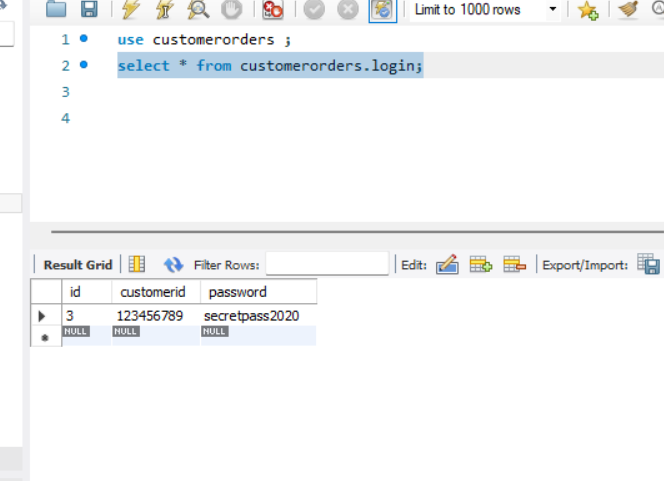 Limit to 1000 rows
1 use customerorders ;
2 select * from customerorders.login;
3
4
Result Grid Filter Rows: Edit: Export/Import:
id customerid password
3 123456789 secretpass2020
NULL NULL NULL